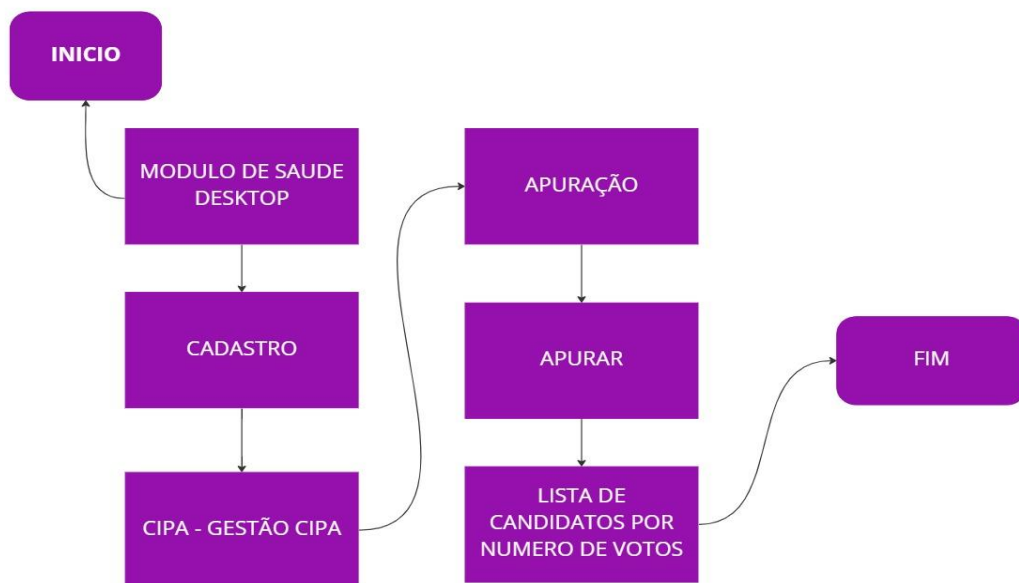 INICIO
MODULO DE SAUDE
DESKTOP
CADASTRO
CIPA - GESTÃO CIPA
APURAÇÃO
APURAR
LISTA DE
CANDIDATOS POR
NUMERO DE VOTOS
FIM